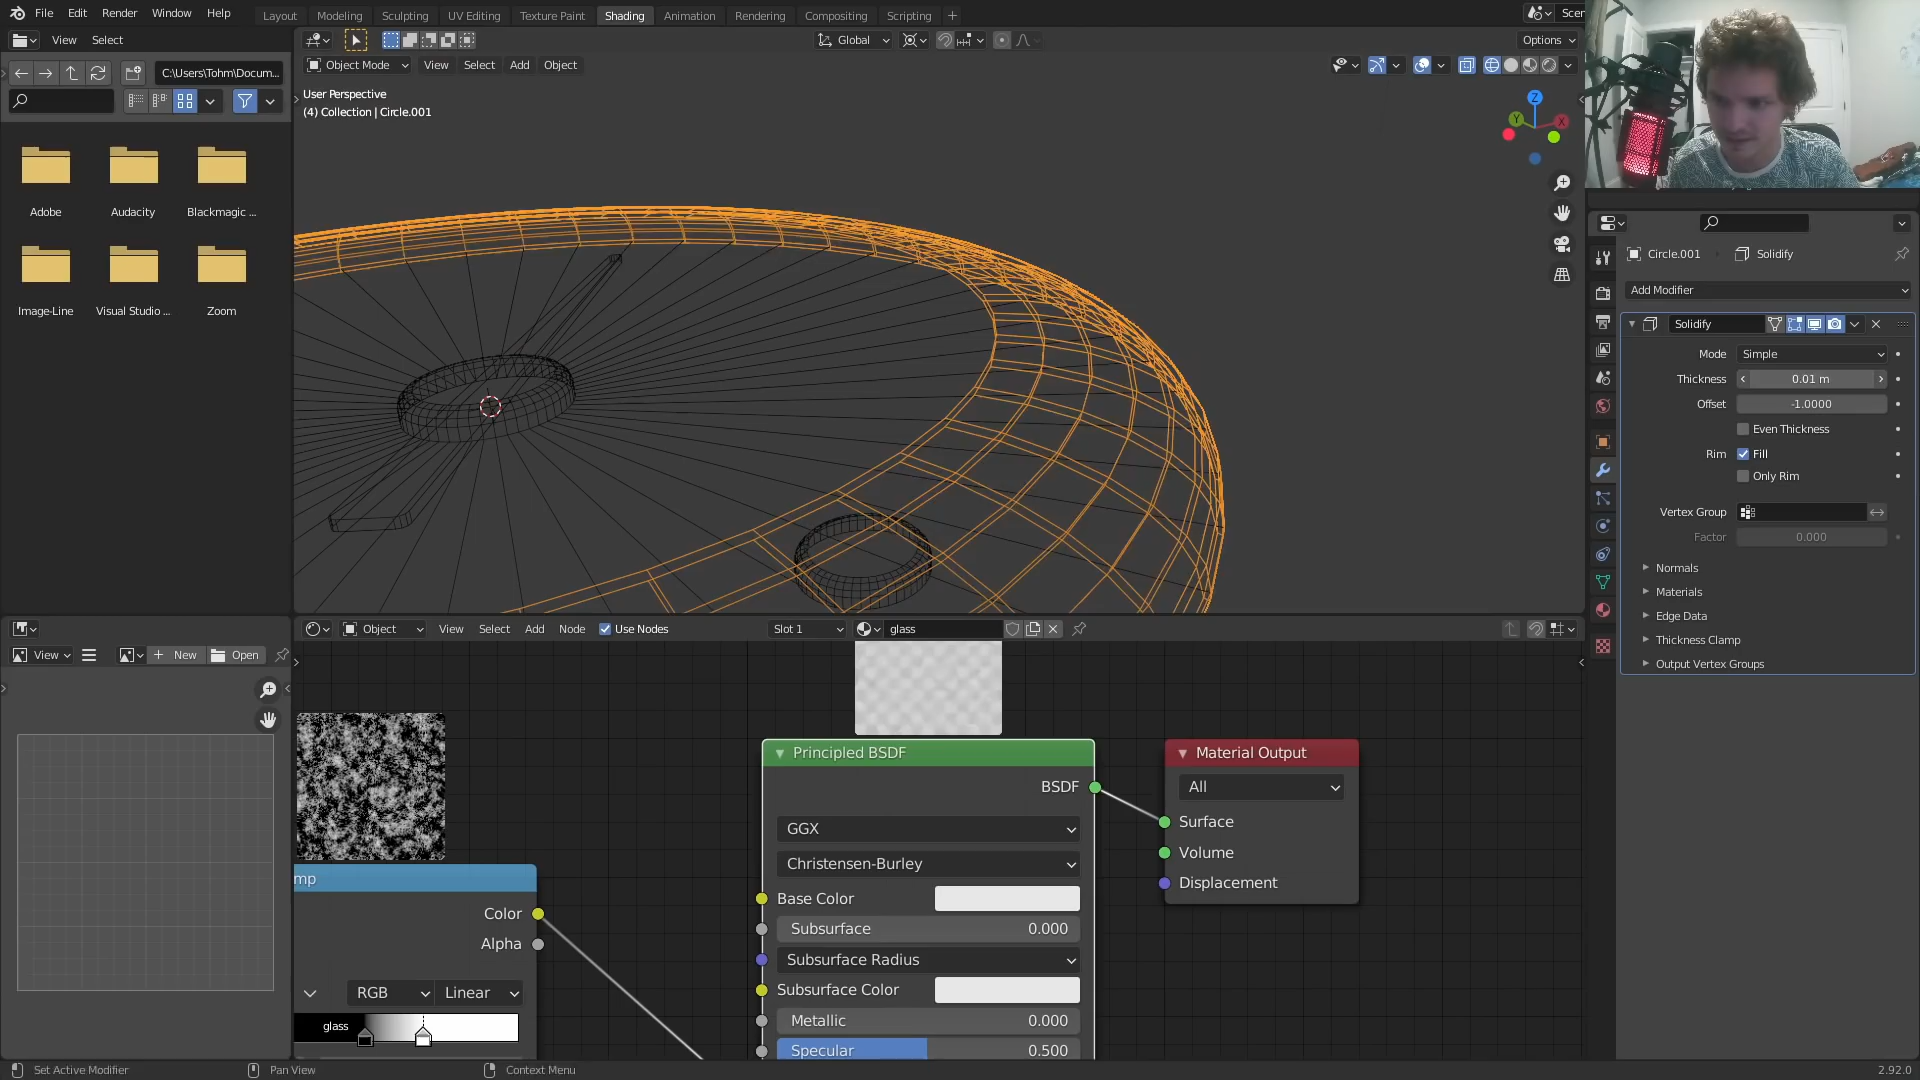 File Edit Render Window Help
Layout Modeling Sculpting UV Editing Texture Paint Shading Animation Rendering Compositing Scripting +
Scen
View Select
Global
Options
C:\Users\Tohm\Docum...
Object Mode View Select Add Object
User Perspective
(4) Collection | Circle.001
Z
Y
X
Adobe
Audacity
Blackmagic ...
Image-Line
Visual Studio ...
Zoom
Circle.001
Solidify
Add Modifier
Solidify
Mode
Simple
Thickness
0.01 m
Offset
-1.0000
Even Thickness
Rim
Fill
Only Rim
Vertex Group
Factor
0.000
Normals
Materials
Edge Data
Thickness Clamp
Output Vertex Groups
Object View Select Add Node Use Nodes
Slot 1
glass
View
New
Open
mp
Color
Alpha
RGB
Linear
glass
Principled BSDF
BSDF
GGX
Christensen-Burley
Base Color
Subsurface
0.000
Subsurface Radius
Subsurface Color
Metallic
0.000
Specular
0.500
Material Output
All
Surface
Volume
Displacement
Set Active Modifier
Pan View
Context Menu
2.92.0